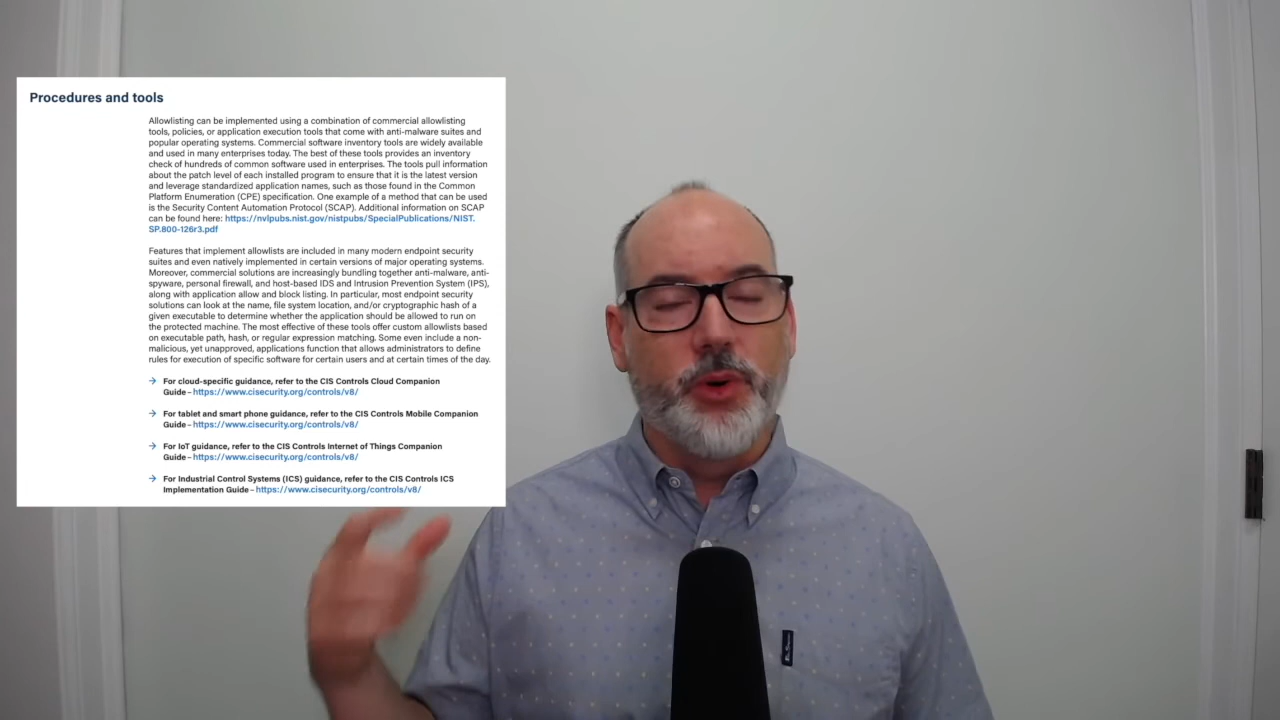 Procedures and tools
Allowlisting can be implemented using a combination of commercial allowlisting
tools, policies, or application execution tools that come with anti-malware suites and
popular operating systems. Commercial software inventory tools are widely available
and used in many enterprises today. The best of these tools provides an inventory
check of hundreds of common software used in enterprises. The tools pull information
about the patch level of each installed program to ensure that it is the latest version
and leverage standardized application names, such as those found in the Common
Platform Enumeration (CPE) specification. One example of a method that can be used
is the Security Content Automation Protocol (SCAP). Additional information on SCAP
can be found here: https://nvlpubs.nist.gov/nistpubs/SpecialPublications/NIST.
SP.800-126r3.pdf
Features that implement allowlists are included in many modern endpoint security
suites and even natively implemented in certain versions of major operating systems.
Moreover, commercial solutions are increasingly bundling together anti-malware, anti-
spyware, personal firewall, and host-based IDS and Intrusion Prevention System (IPS),
along with application allow and block listing. In particular, most endpoint security
solutions can look at the name, file system location, and/or cryptographic hash of a
given executable to determine whether the application should be allowed to run on
the protected machine. The most effective of these tools offer custom allowlists based
on executable path, hash, or regular expression matching. Some even include a non-
malicious, yet unapproved, applications function that allows administrators to define
rules for execution of specific software for certain users and at certain times of the day.
→ For cloud-specific guidance, refer to the CIS Controls Cloud Companion
Guide – https://www.cisecurity.org/controls/v8/
→ For tablet and smart phone guidance, refer to the CIS Controls Mobile Companion
Guide – https://www.cisecurity.org/controls/v8/
→ For IoT guidance, refer to the CIS Controls Internet of Things Companion
Guide – https://www.cisecurity.org/controls/v8/
→ For Industrial Control Systems (ICS) guidance, refer to the CIS Controls ICS
Implementation Guide – https://www.cisecurity.org/controls/v8/